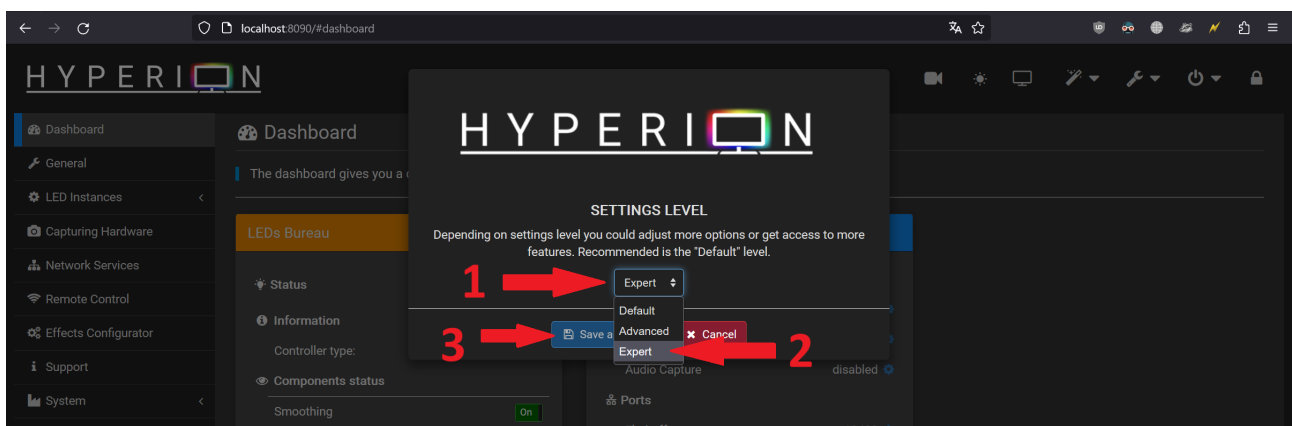 localhost:8090/#dashboard
HYPERION
Dashboard
General
LED Instances
Capturing Hardware
Network Services
Remote Control
Effects Configurator
Support
System
Dashboard
The dashboard gives you a
LEDs Bureau
Status
Information
Controller type:
Components status
Smoothing
On
HYPERION
SETTINGS LEVEL
Depending on settings level you could adjust more options or get access to more
features. Recommended is the "Default" level.
1
Expert
Default
Advanced
Expert
2
3
Save a
Cancel
Audio Capture
disabled
Ports